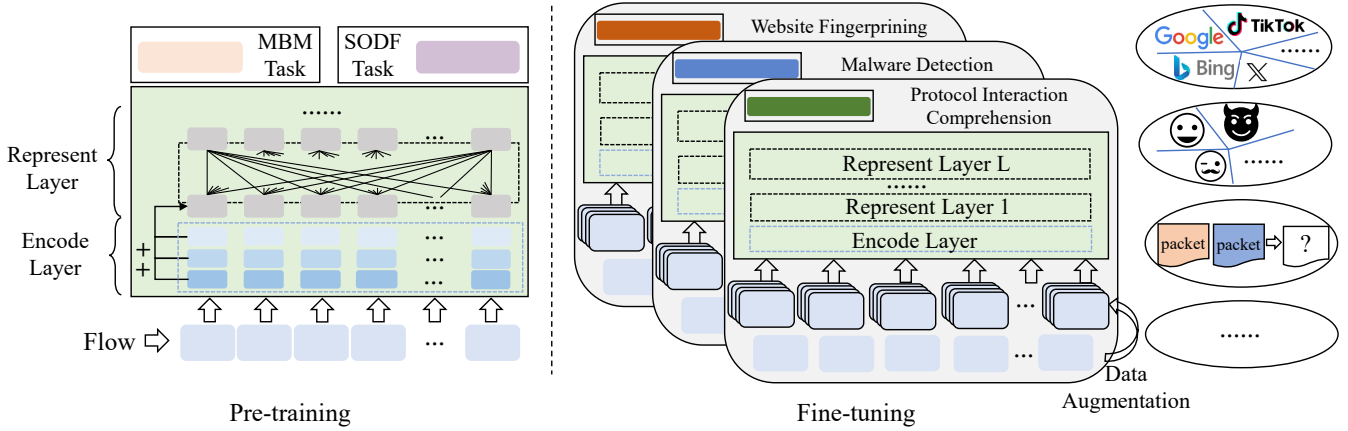 MBM
Task
SODF
Task
......
Represent
Layer
...
...
Encode
Layer
+
+
...
...
...
...
Flow
...
Pre-training
Website Fingerprining
Malware Detection
Protocol Interaction
Comprehension
Represent Layer L
......
Represent Layer 1
Encode Layer
...
...
Data
Augmentation
Fine-tuning
Google
TikTok
......
Bing
X
......
packet
packet
?
......